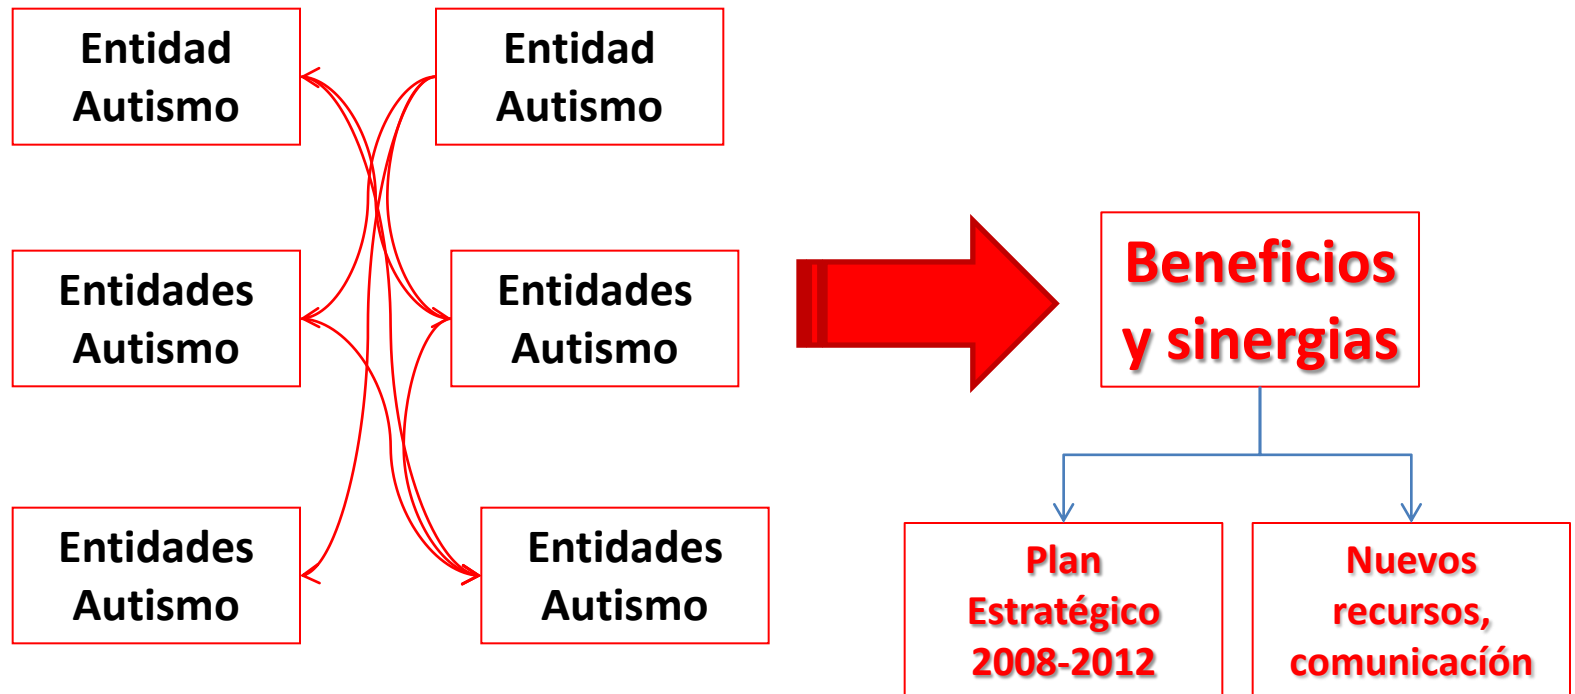 Entidad
Autismo
Entidad
Autismo
Entidades
Autismo
Entidades
Autismo
Entidades
Autismo
Entidades
Autismo
Beneficios
y sinergias
Plan
Estratégico
2008-2012
Nuevos
recursos,
comunicación